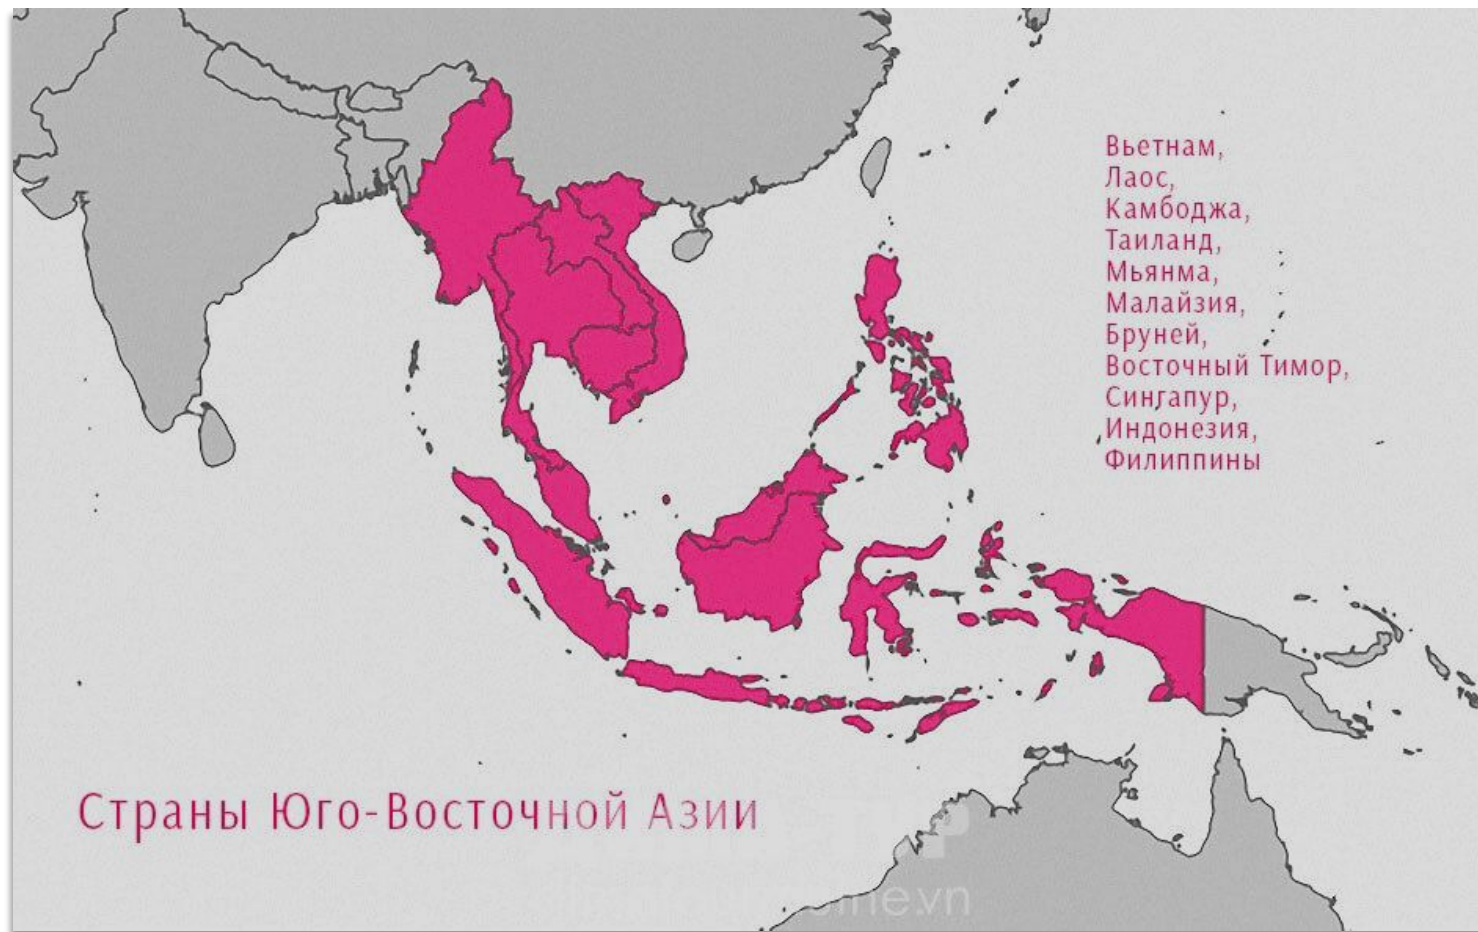 Вьетнам,
Лаос,
Камбоджа,
Таиланд,
Мьянма,
Малайзия,
Бруней,
Восточный Тимор,
Сингапур,
Индонезия,
Филиппины
Страны Юго-Восточной Азии